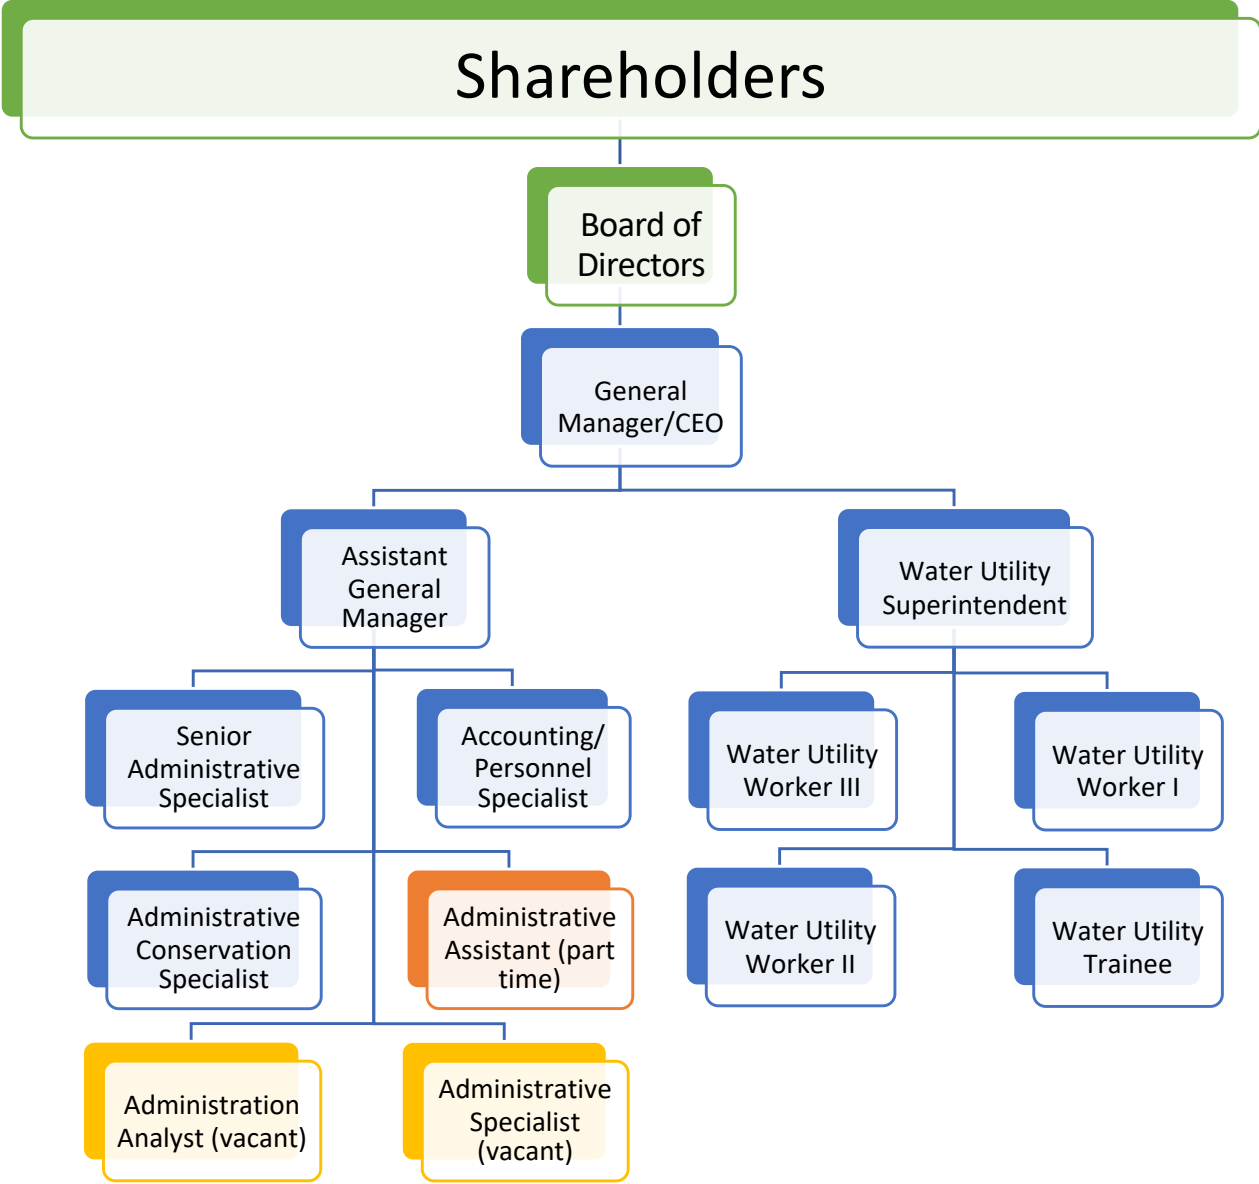 Shareholders
Board of
Directors
General
Manager/CEO
Assistant
General
Manager
Water Utility
Superintendent
Senior
Administrative
Specialist
Accounting/
Personnel
Specialist
Water Utility
Worker III
Water Utility
Worker I
Administrative
Conservation
Specialist
Administrative
Assistant (part
time)
Water Utility
Worker II
Water Utility
Trainee
Administration
Analyst (vacant)
Administrative
Specialist
(vacant)